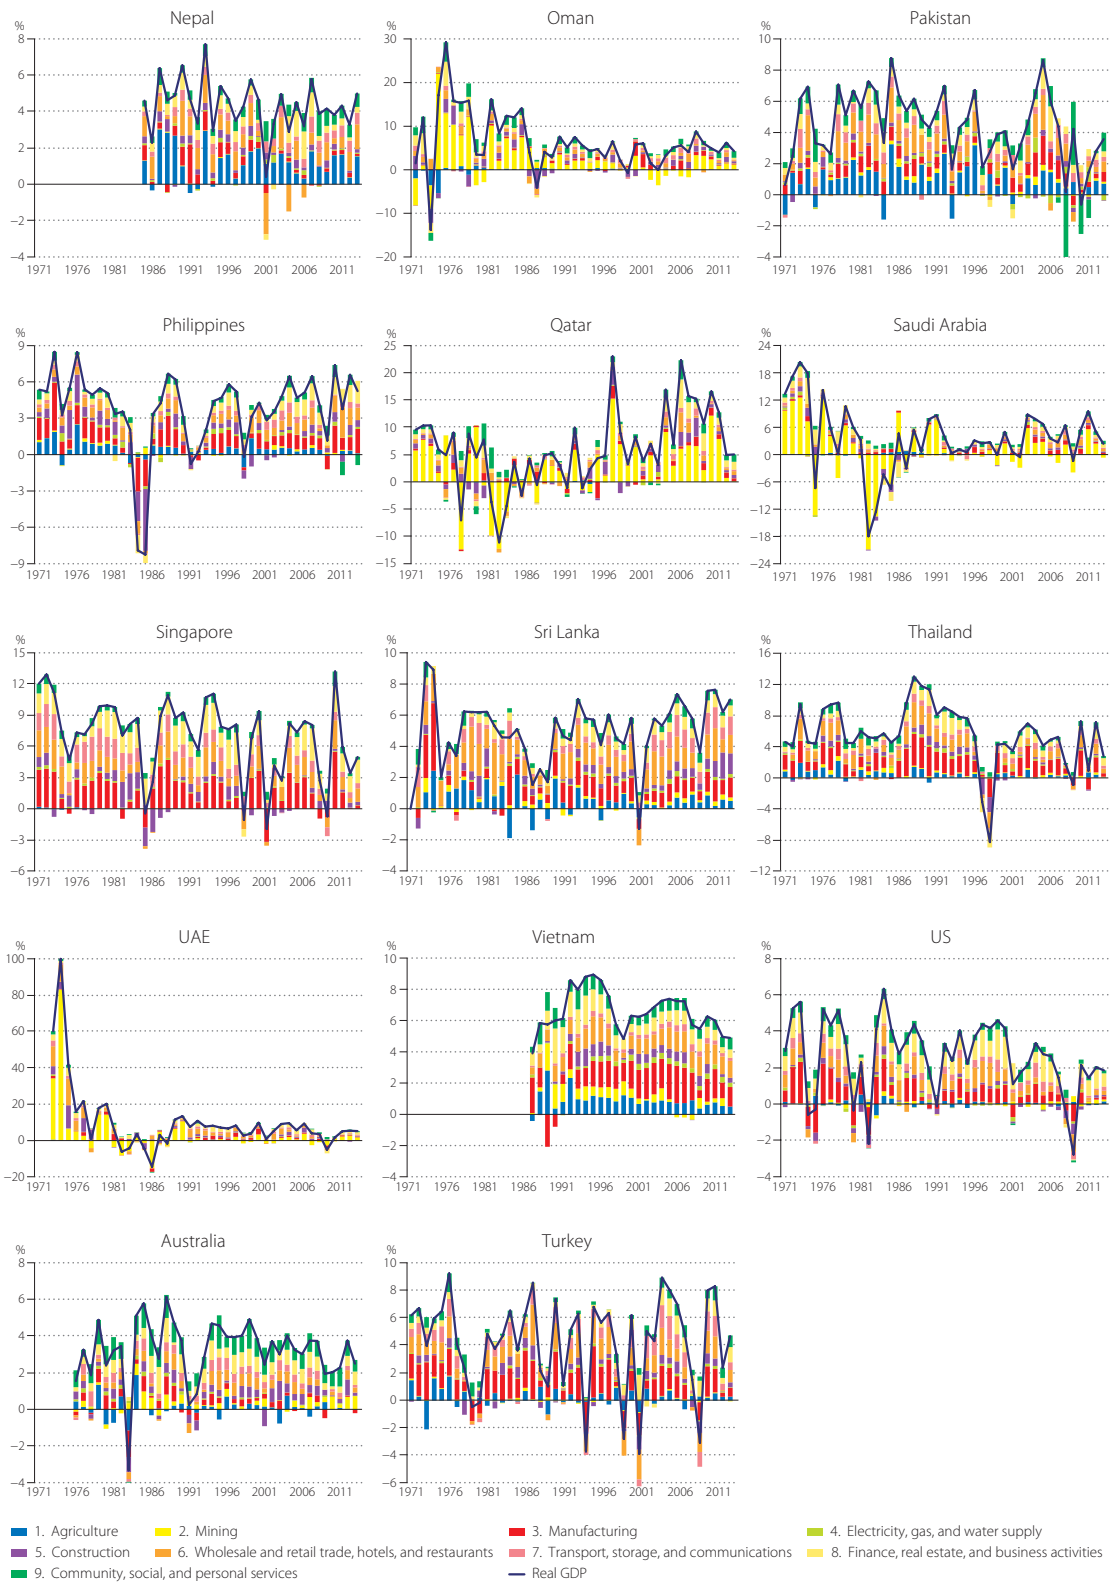 Nepal Oman Pakistan
% % %
8 30 10
6 20 8
4 10 6
2 0 4
0 −10 2
−2 −20 0
−4 −2
−4
1971 1976 1981 1986 1991 1996 2001 2006 2011 1971 1976 1981 1986 1991 1996 2001 2006 2011 1971 1976 1981 1986 1991 1996 2001 2006 2011
Philippines Qatar Saudi Arabia
% % %
9 25 24
6 20 18
3 15 12
0 10 6
−3 5 0
−6 0 −6
−9 −5 −12
−10 −18
−15 −24
1971 1976 1981 1986 1991 1996 2001 2006 2011 1971 1976 1981 1986 1991 1996 2001 2006 2011 1971 1976 1981 1986 1991 1996 2001 2006 2011
Singapore Sri Lanka Thailand
% % %
15 10 16
12 8 12
9 6 8
6 4 4
3 2 0
0 0 −4
−3 −2 −8
−6 −4 −12
1971 1976 1981 1986 1991 1996 2001 2006 2011 1971 1976 1981 1986 1991 1996 2001 2006 2011 1971 1976 1981 1986 1991 1996 2001 2006 2011
UAE Vietnam US
% % %
100 10 8
80 8 6
60 6 4
40 4 2
20 2 0
0 0 −2
−20 −2 −4
−4
1971 1976 1981 1986 1991 1996 2001 2006 2011 1971 1976 1981 1986 1991 1996 2001 2006 2011 1971 1976 1981 1986 1991 1996 2001 2006 2011
Australia Turkey
% %
8 10
6 8
4 6
2 4
0 2
−2 0
−4 −2
−4
−6
1971 1976 1981 1986 1991 1996 2001 2006 2011 1971 1976 1981 1986 1991 1996 2001 2006 2011
1. Agriculture 2. Mining 3. Manufacturing 4. Electricity, gas, and water supply
5. Construction 6. Wholesale and retail trade, hotels, and restaurants 7. Transport, storage, and communications 8. Finance, real estate, and business activities
9. Community, social, and personal services Real GDP